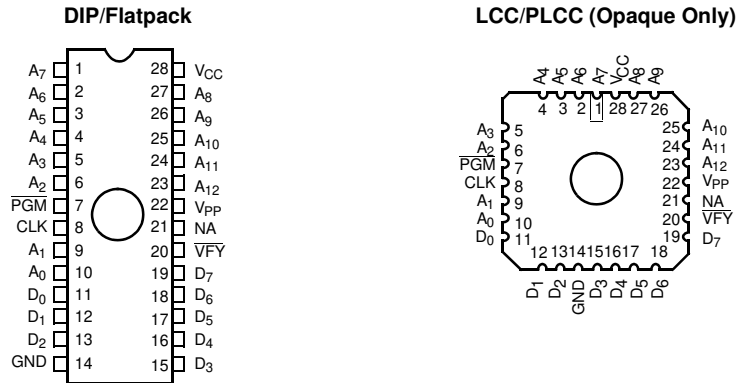 DIP/Flatpack
A7 1 28 VCC
A6 2 27 A8
A5 3 26 A9
A4 4 25 A10
A3 5 24 A11
A2 6 23 A12
PGM 7 22 VPP
CLK 8 21 NA
A1 9 20 VFY
A0 10 19 D7
D0 11 18 D6
D1 12 17 D5
D2 13 16 D4
GND 14 15 D3
LCC/PLCC (Opaque Only)
A4 A5 A6 A7 VCC A8 A9
4 3 2 1 28 27 26
A3 5 25 A10
A2 6 24 A11
PGM 7 23 A12
CLK 8 22 VPP
A1 9 21 NA
A0 10 20 VFY
D0 11 19 D7
12 13 14 15 16 17 18
D1 D2 GND D3 D4 D5 D6